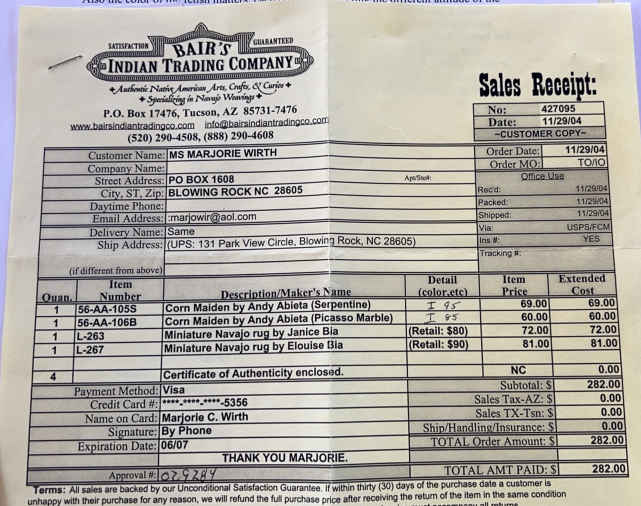 SATISFACTION GUARANTEED
BAIR'S
INDIAN TRADING COMPANY
Authentic Native American Arts, Crafts, & Curios
Specializing in Navajo Weavings
P.O. Box 17476, Tucson, AZ 85731-7476
www.bairsindiantradingco.com info@bairsindiantradingco.com
(520) 290-4508, (888) 290-4608
Sales Receipt:
No: 427095
Date: 11/29/04
~CUSTOMER COPY~
Customer Name: MS MARJORIE WIRTH Order Date: 11/29/04
Company Name: Order MO: TO/IO
Street Address: PO BOX 1608 Apt/Ste#: Office Use
City, ST, Zip: BLOWING ROCK NC 28605 Rec'd: 11/29/04
Daytime Phone: Packed: 11/29/04
Email Address: :marjowir@aol.com Shipped: 11/29/04
Delivery Name: Same Via: USPS/FCM
Ship Address: (UPS: 131 Park View Circle, Blowing Rock, NC 28605) Ins #: YES
Tracking #:
(if different from above)
Quan. Item Number Description/Maker's Name Detail (color,etc) Item Price Extended Cost
1 56-AA-105S Corn Maiden by Andy Abieta (Serpentine) I 95 69.00 69.00
1 56-AA-106B Corn Maiden by Andy Abieta (Picasso Marble) I 85 60.00 60.00
1 L-263 Miniature Navajo rug by Janice Bia (Retail: $80) 72.00 72.00
1 L-267 Miniature Navajo rug by Elouise Bia (Retail: $90) 81.00 81.00
4 Certificate of Authenticity enclosed. NC 0.00
Payment Method: Visa Subtotal: $ 282.00
Credit Card #: ****-****-****-5356 Sales Tax-AZ: $ 0.00
Name on Card: Marjorie C. Wirth Sales TX-Tsn: $ 0.00
Signature: By Phone Ship/Handling/Insurance: $ 0.00
Expiration Date: 06/07 TOTAL Order Amount: $ 282.00
THANK YOU MARJORIE.
Approval #: 029284 TOTAL AMT PAID: $ 282.00
Terms: All sales are backed by our Unconditional Satisfaction Guarantee. If within thirty (30) days of the purchase date a customer is
unhappy with their purchase for any reason, we will refund the full purchase price after receiving the return of the item in the same condition